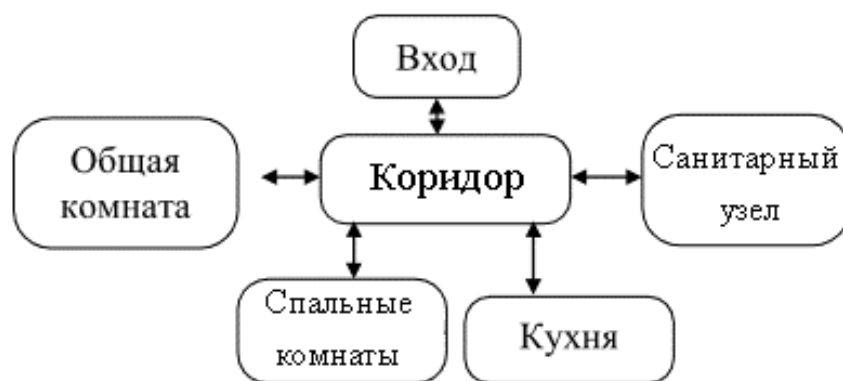 Вход
Общая
комната
Коридор
Санитарный
узел
Спальные
комнаты
Кухня